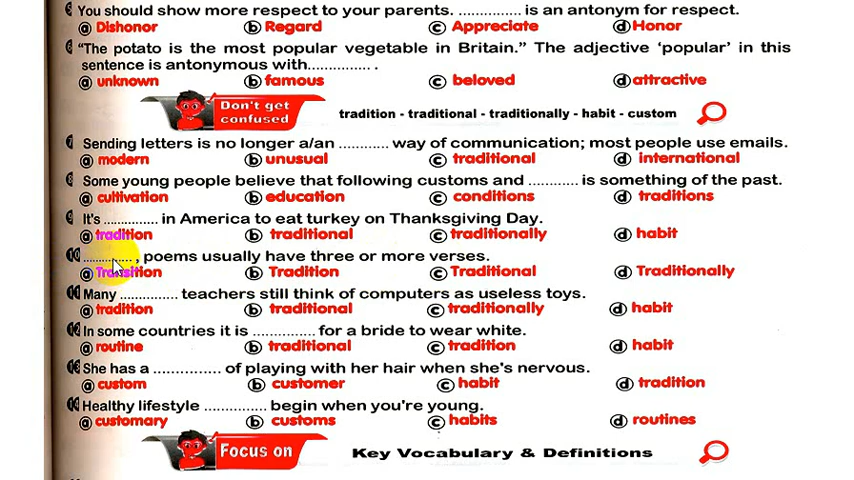 You should show more respect to your parents. ............... is an antonym for respect.
a Dishonor b Regard c Appreciate d Honor
"The potato is the most popular vegetable in Britain." The adjective 'popular' in this
sentence is antonymous with............... .
a unknown b famous c beloved d attractive
Don't get
confused
tradition - traditional - traditionally - habit - custom
Sending letters is no longer a/an ............ way of communication; most people use emails.
a modern b unusual c traditional d international
Some young people believe that following customs and ............ is something of the past.
a cultivation b education c conditions d traditions
It's ............... in America to eat turkey on Thanksgiving Day.
a tradition b traditional c traditionally d habit
............... , poems usually have three or more verses.
a Transition b Tradition c Traditional d Traditionally
Many ............... teachers still think of computers as useless toys.
a tradition b traditional c traditionally d habit
In some countries it is ............... for a bride to wear white.
a routine b traditional c tradition d habit
She has a ............... of playing with her hair when she's nervous.
a custom b customer c habit d tradition
Healthy lifestyle ............... begin when you're young.
a customary b customs c habits d routines
Focus on
Key Vocabulary & Definitions